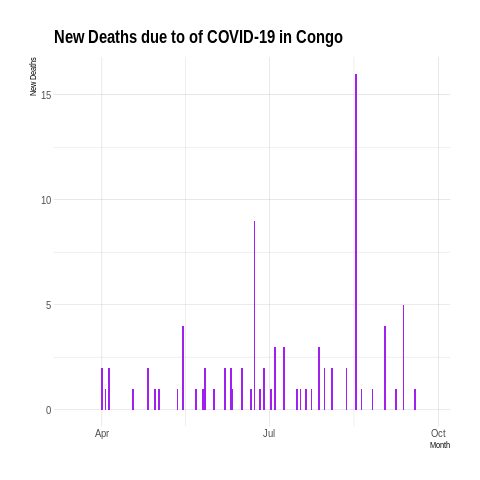 New Deaths due to of COVID-19 in Congo
New Deaths
15
10
5
0
Apr
Jul
Oct
Month